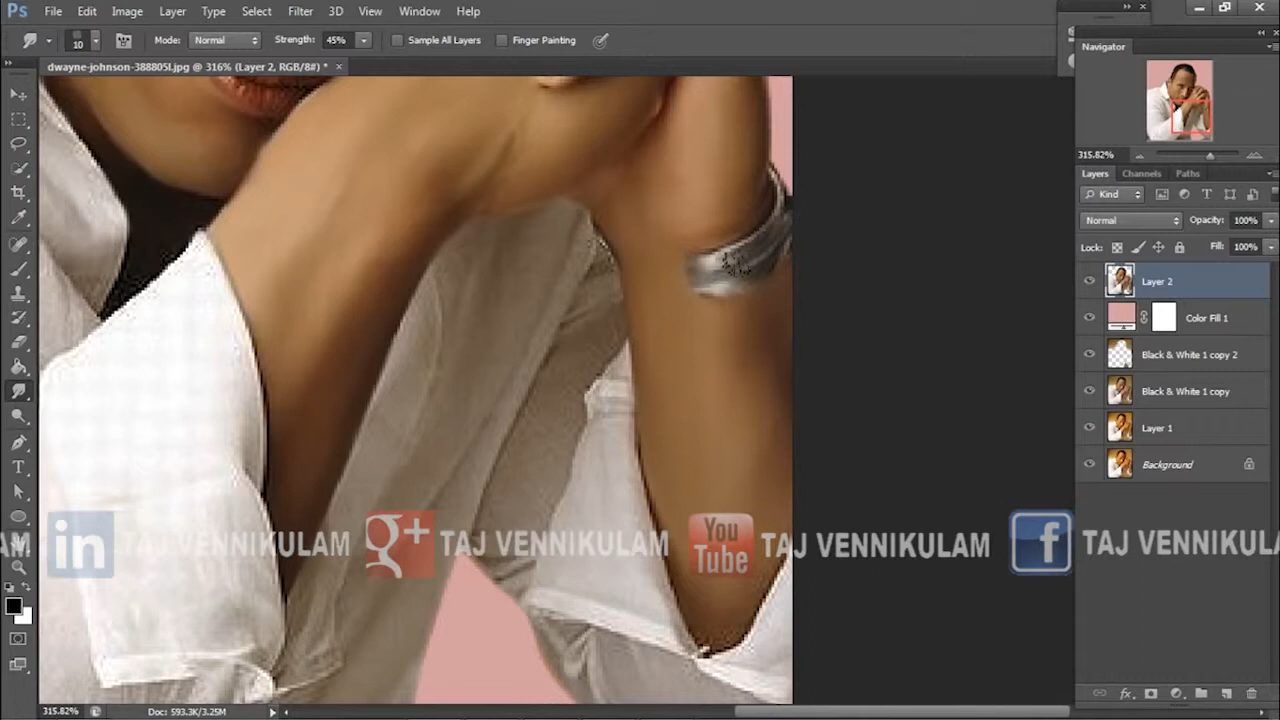 Ps File Edit Image Layer Type Select Filter 3D View Window Help
10 Mode: Normal Strength: 45% Sample All Layers Finger Painting
dwayne-johnson-388805l.jpg @ 316% (Layer 2, RGB/8#) * ×
Navigator
315.82%
Layers Channels Paths
Kind
Normal Opacity: 100%
Lock: Fill: 100%
Layer 2
Color Fill 1
Black & White 1 copy 2
Black & White 1 copy
Layer 1
Background
AM in TAJ VENNIKULAM g+ TAJ VENNIKULAM You Tube TAJ VENNIKULAM f TAJ VENNIKULA
315.82% Doc: 593.3K/3.25M